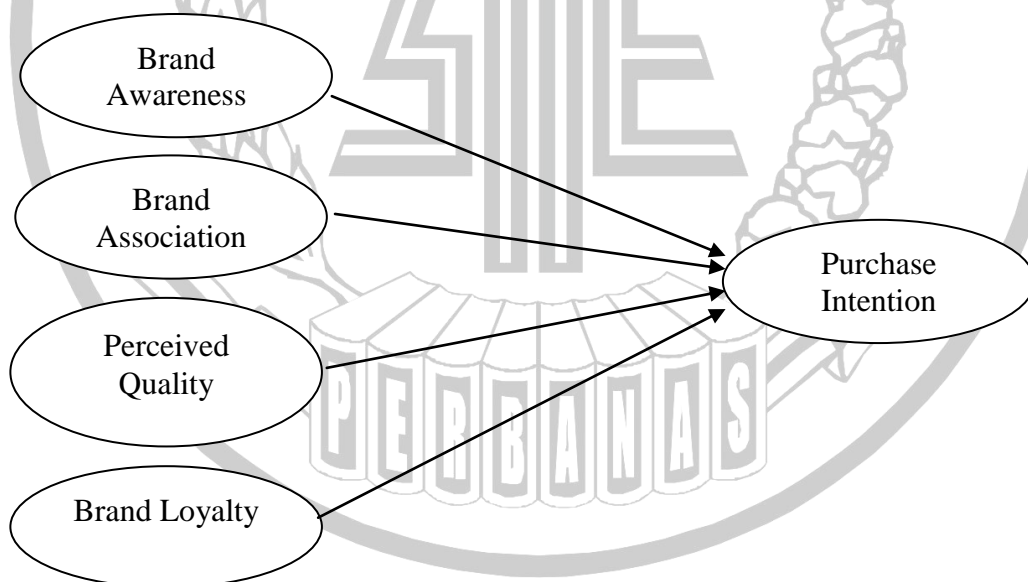 Brand
Awareness
Brand
Association
Purchase
Intention
Perceived
Quality
PERBANAS
Brand Loyalty